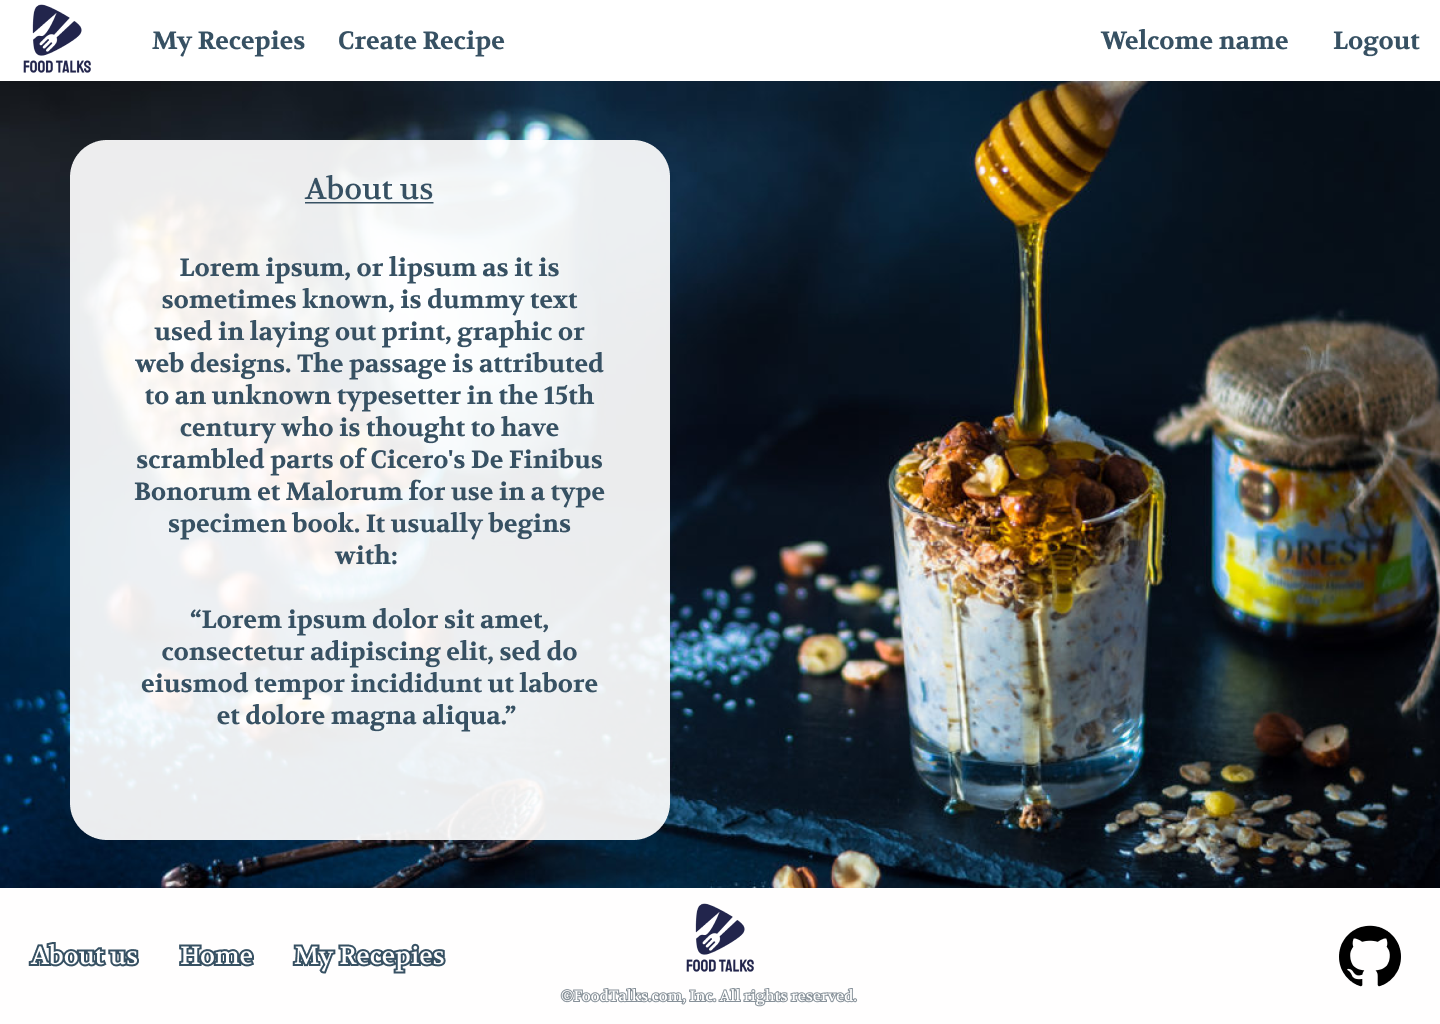 FOOD TALKS
My Recepies Create Recipe Welcome name Logout
About us
Lorem ipsum, or lipsum as it is
sometimes known, is dummy text
used in laying out print, graphic or
web designs. The passage is attributed
to an unknown typesetter in the 15th
century who is thought to have
scrambled parts of Cicero's De Finibus
Bonorum et Malorum for use in a type
specimen book. It usually begins
with:
“Lorem ipsum dolor sit amet,
consectetur adipiscing elit, sed do
eiusmod tempor incididunt ut labore
et dolore magna aliqua.”
FOREST
About us Home My Recepies
FOOD TALKS
©FoodTalks.com, Inc. All rights reserved.